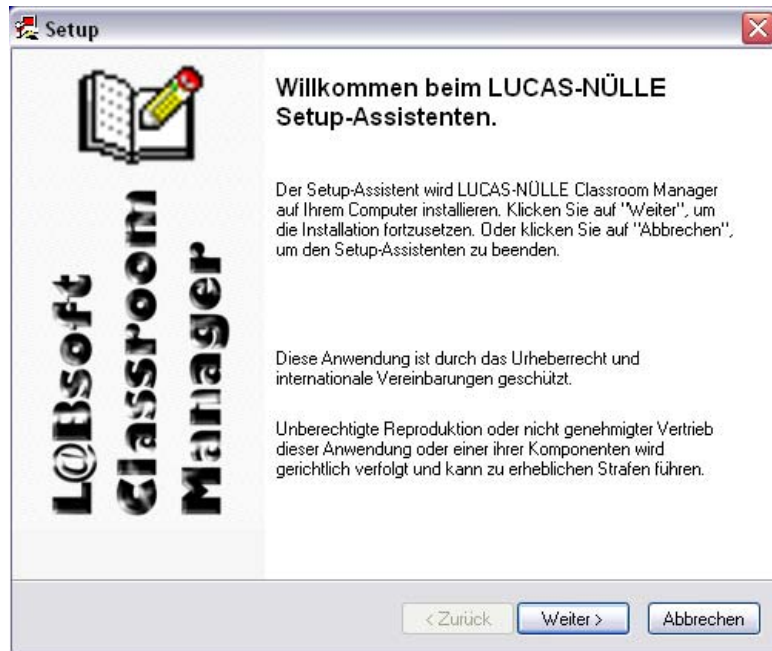 Setup
L@Bsoft
Classroom
Manager
Willkommen beim LUCAS-NÜLLE
Setup-Assistenten.
Der Setup-Assistent wird LUCAS-NÜLLE Classroom Manager
auf Ihrem Computer installieren. Klicken Sie auf "Weiter", um
die Installation fortzusetzen. Oder klicken Sie auf "Abbrechen",
um den Setup-Assistenten zu beenden.
Diese Anwendung ist durch das Urheberrecht und
internationale Vereinbarungen geschützt.
Unberechtigte Reproduktion oder nicht genehmigter Vertrieb
dieser Anwendung oder einer ihrer Komponenten wird
gerichtlich verfolgt und kann zu erheblichen Strafen führen.
< Zurück Weiter > Abbrechen